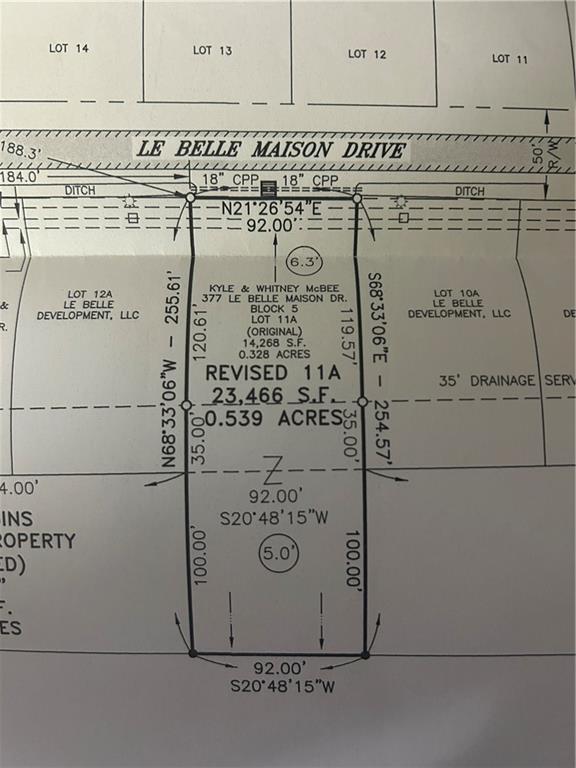 LOT 14
LOT 13
LOT 12
LOT 11
188.3'
LE BELLE MAISON DRIVE
50'
R/W
184.0'
18" CPP
18" CPP
DITCH
DITCH
N21°26'54"E
92.00'
6.3'
KYLE & WHITNEY McBEE
377 LE BELLE MAISON DR.
BLOCK 5
LOT 11A
(ORIGINAL)
14,268 S.F.
0.328 ACRES
REVISED 11A
23,466 S.F.
0.539 ACRES
N68°33'06"W - 255.61'
120.61'
119.57'
S68°33'06"E - 254.57'
LOT 12A
LE BELLE
DEVELOPMENT, LLC
LOT 10A
LE BELLE
DEVELOPMENT, LLC
&
R.
DE
35' DRAINAGE SERV
35.00'
35.00'
4.00'
92.00'
S20°48'15"W
5.0'
100.00'
100.00'
INS
ROPERTY
ED)
"
F.
ES
92.00'
S20°48'15"W